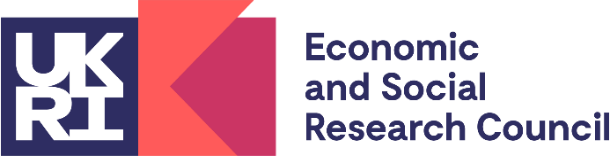 UK
RI
Economic
and Social
Research Council